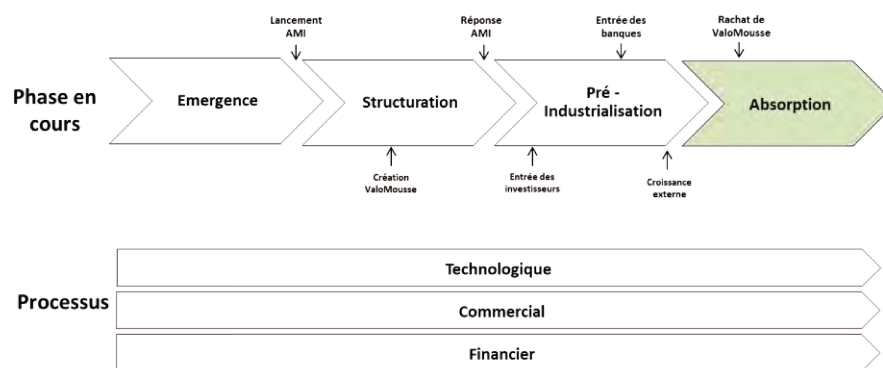 Lancement
AMI
Réponse
AMI
Entrée des
banques
Rachat de
ValoMousse
Phase en
cours
Emergence
Structuration
Pré -
Industrialisation
Absorption
Création
ValoMousse
Entrée des
investisseurs
Croissance
externe
Processus
Technologique
Commercial
Financier